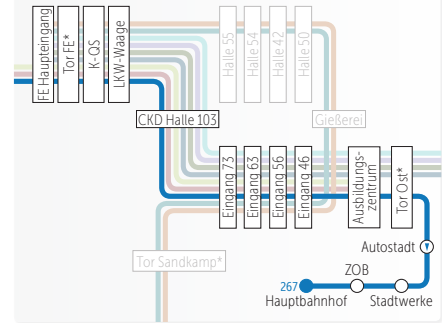 FE Haupteingang
Tor FE*
K-QS
LKW-Waage
Halle 55
Halle 54
Halle 42
Halle 50
CKD Halle 103
Gießerei
Eingang 73
Eingang 63
Eingang 56
Eingang 46
Ausbildungs-
zentrum
Tor Ost*
Tor Sandkamp*
Autostadt
ZOB
267
Hauptbahnhof
Stadtwerke